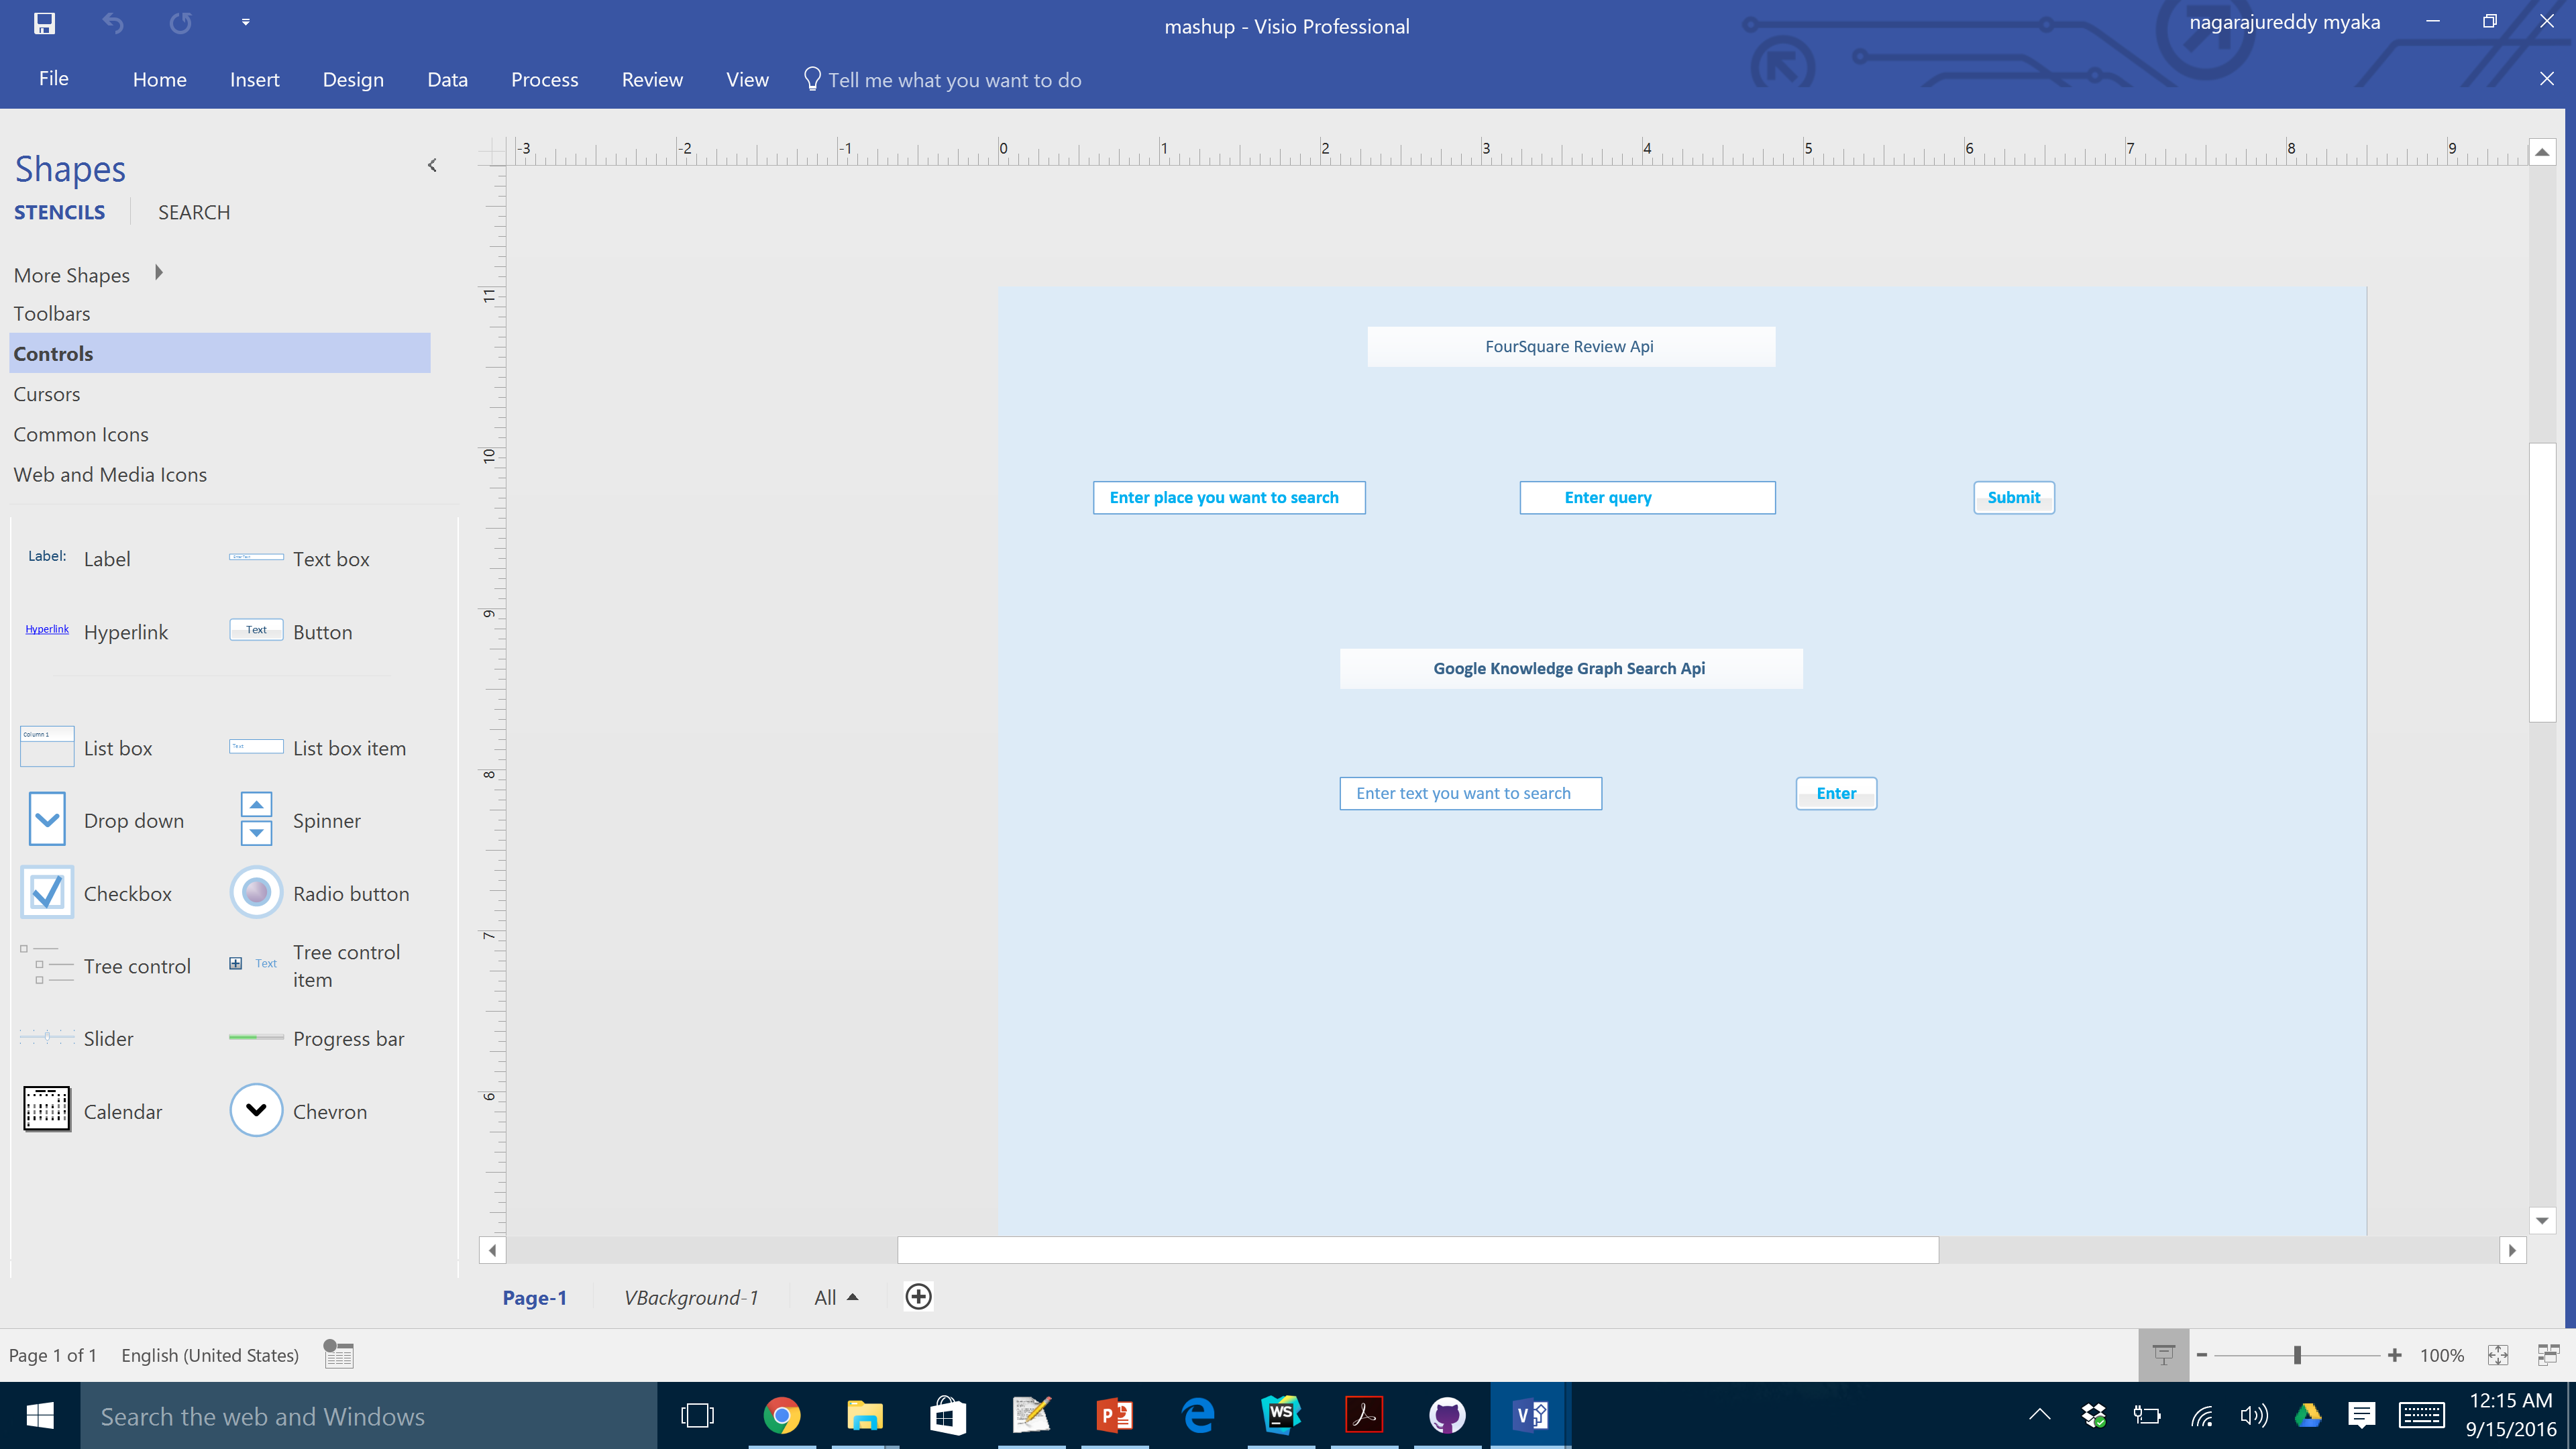 mashup - Visio Professional
nagarajureddy myaka
File Home Insert Design Data Process Review View Tell me what you want to do
Shapes
STENCILS SEARCH
More Shapes
Toolbars
Controls
Cursors
Common Icons
Web and Media Icons
Label: Label Text box
Hyperlink Hyperlink Text Button
Column 1 List box Text List box item
Drop down Spinner
Checkbox Radio button
Tree control Text Tree control item
Slider Progress bar
Calendar Chevron
-3 -2 -1 0 1 2 3 4 5 6 7 8 9
11
10
9
8
7
6
FourSquare Review Api
Enter place you want to search Enter query Submit
Google Knowledge Graph Search Api
Enter text you want to search Enter
Page-1 VBackground-1 All
Page 1 of 1 English (United States) 100%
Search the web and Windows
12:15 AM
9/15/2016